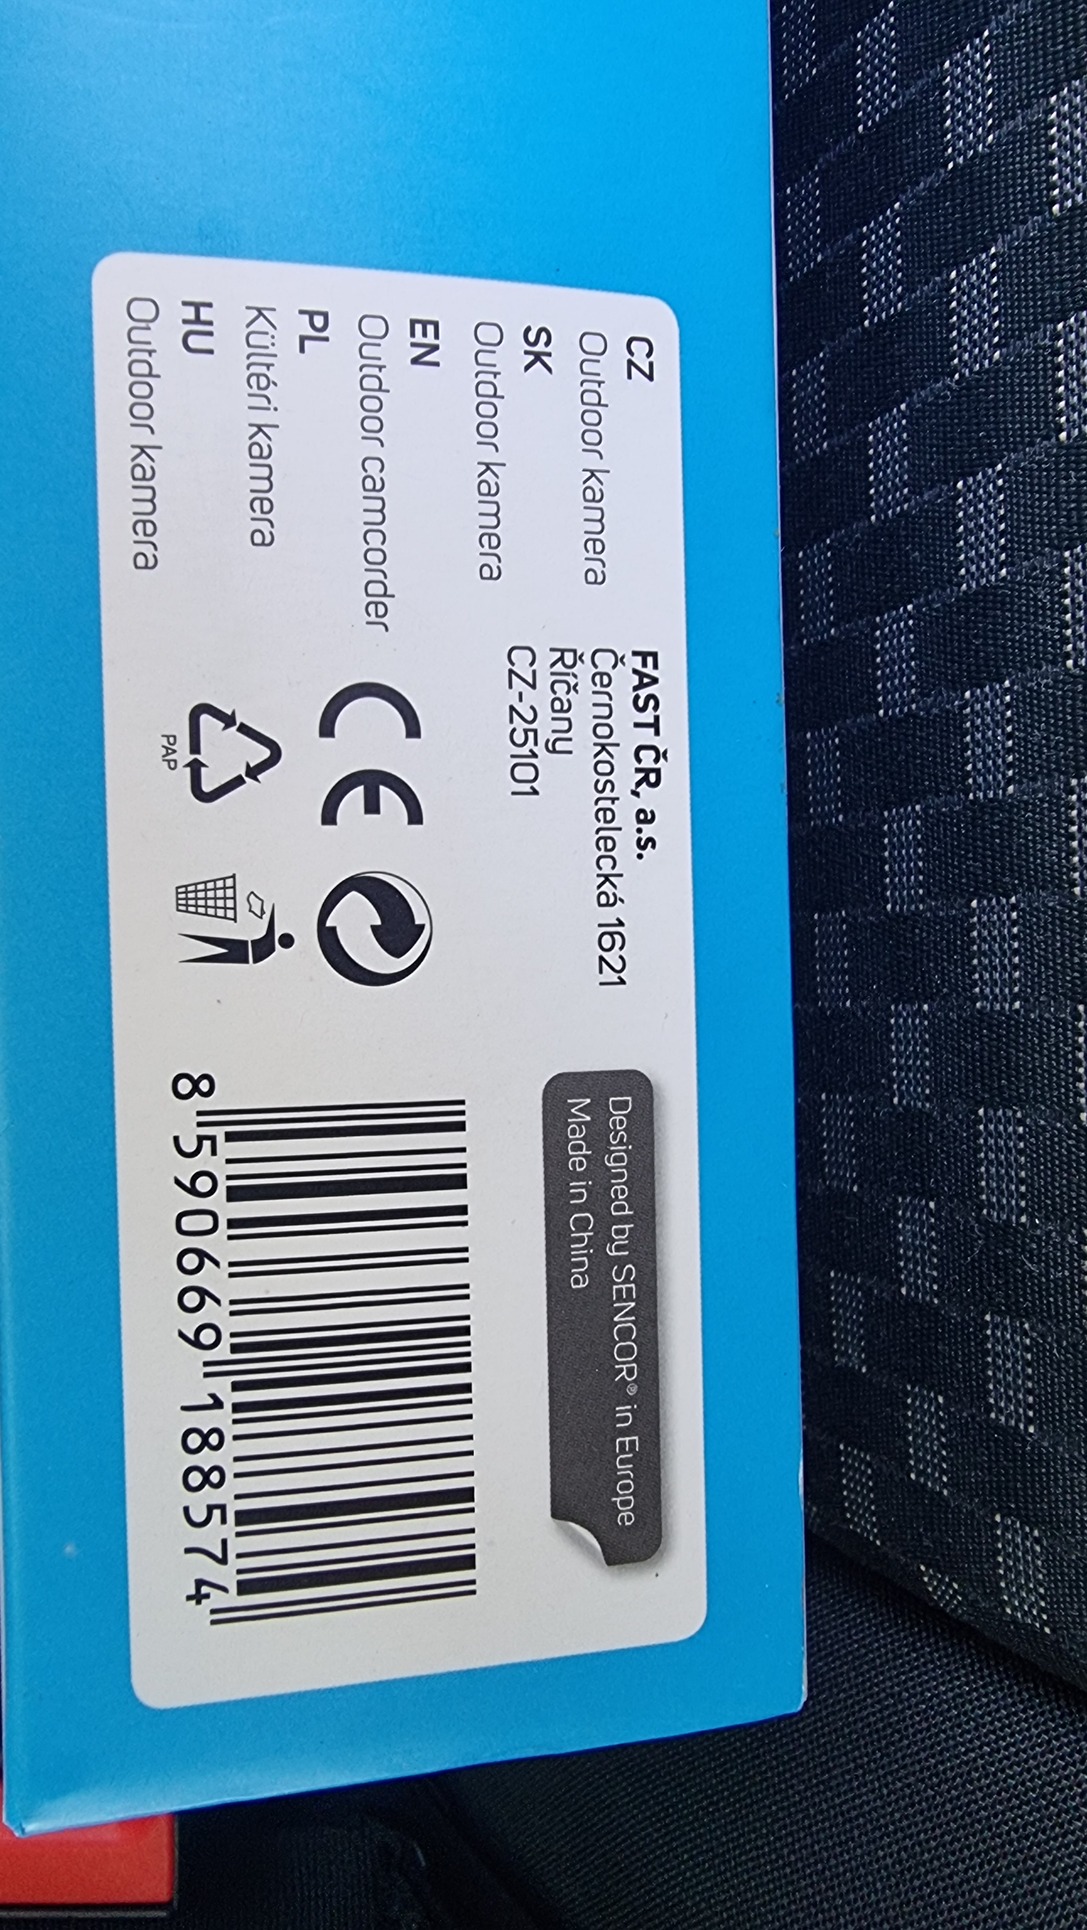 CZ
Outdoor kamera
SK
Outdoor kamera
EN
Outdoor camcorder
PL
Kültéri kamera
HU
Outdoor kamera
FAST ČR, a.s.
Černokostelecká 1621
Říčany
CZ-25101
CE
PAP
Designed by SENCOR® in Europe
Made in China
8 590669 188574